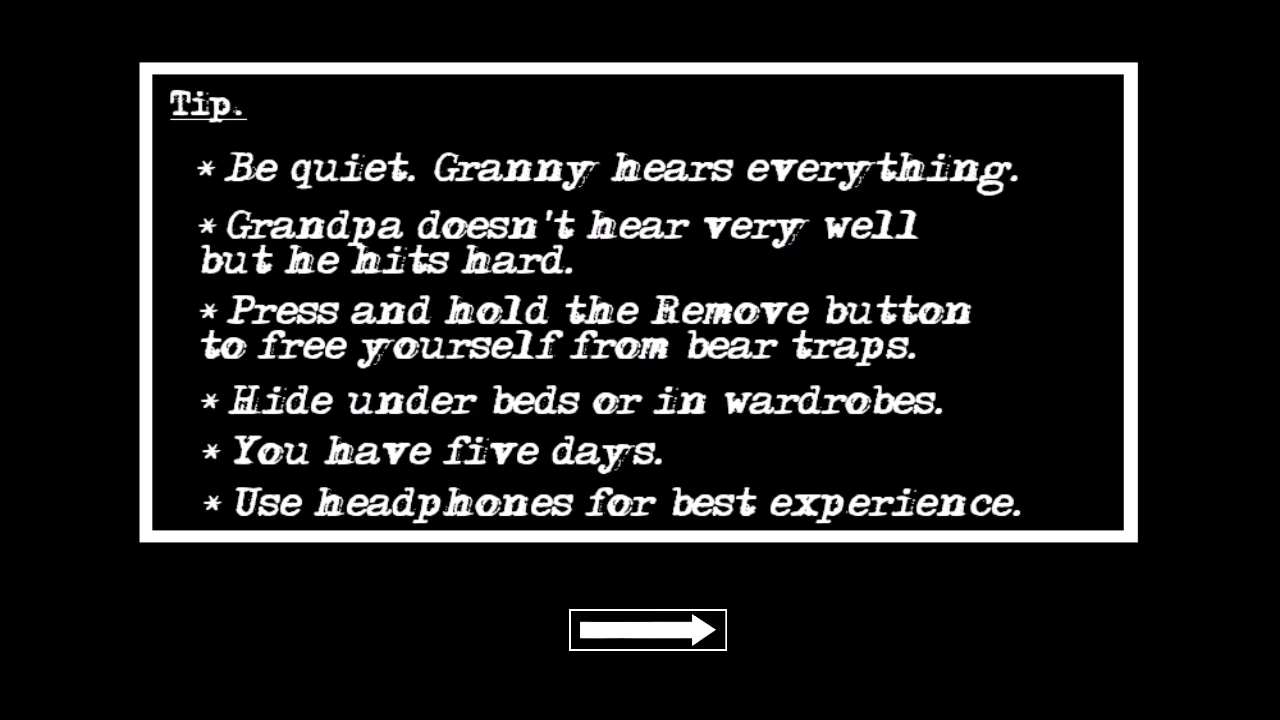 Tip.
* Be quiet. Granny hears everything.
* Grandpa doesn't hear very well
but he hits hard.
* Press and hold the Remove button
to free yourself from bear traps.
* Hide under beds or in wardrobes.
* You have five days.
* Use headphones for best experience.